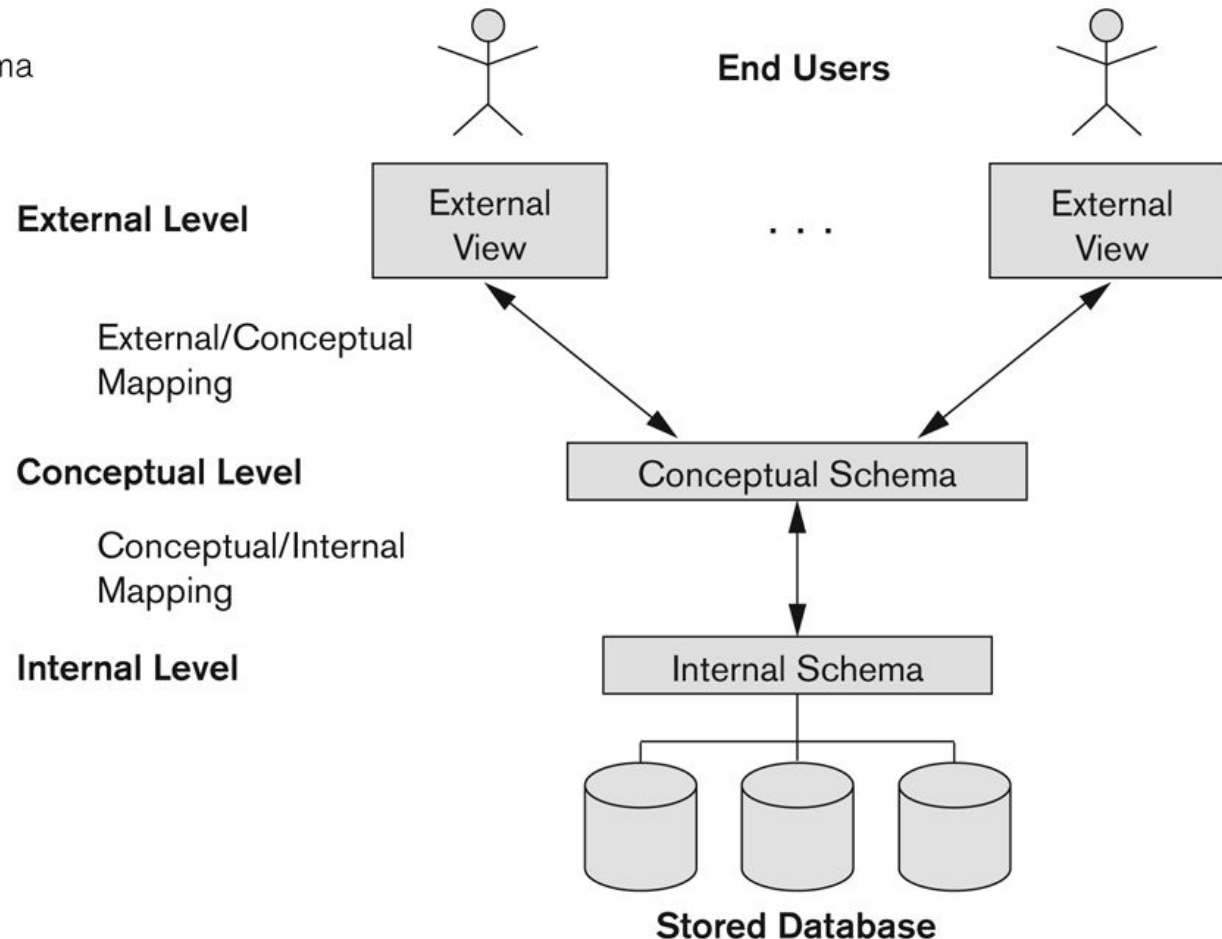 End Users
External Level
External
View
. . .
External
View
External/Conceptual
Mapping
Conceptual Level
Conceptual Schema
Conceptual/Internal
Mapping
Internal Level
Internal Schema
Stored Database